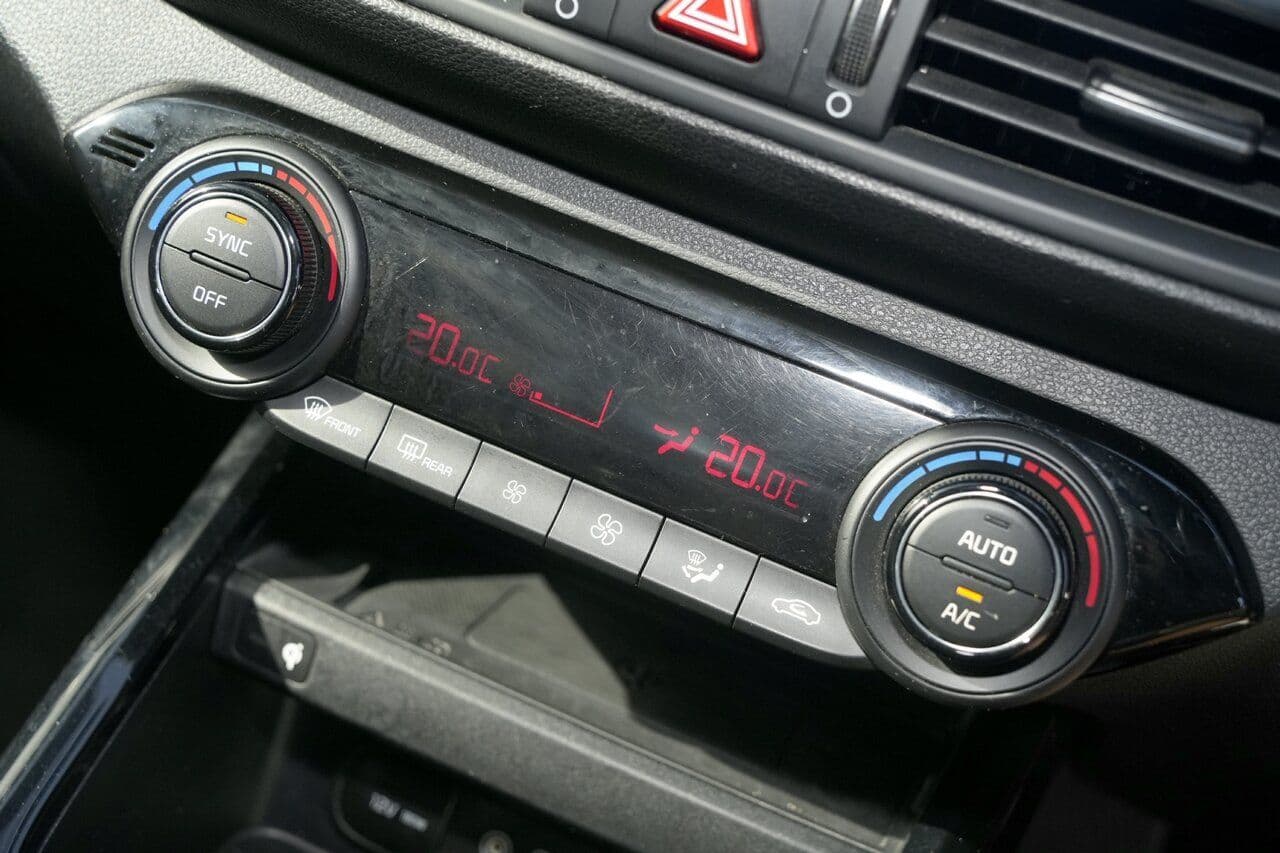 SYNC
OFF
20.0C
20.0C
FRONT
REAR
AUTO
A/C
12V